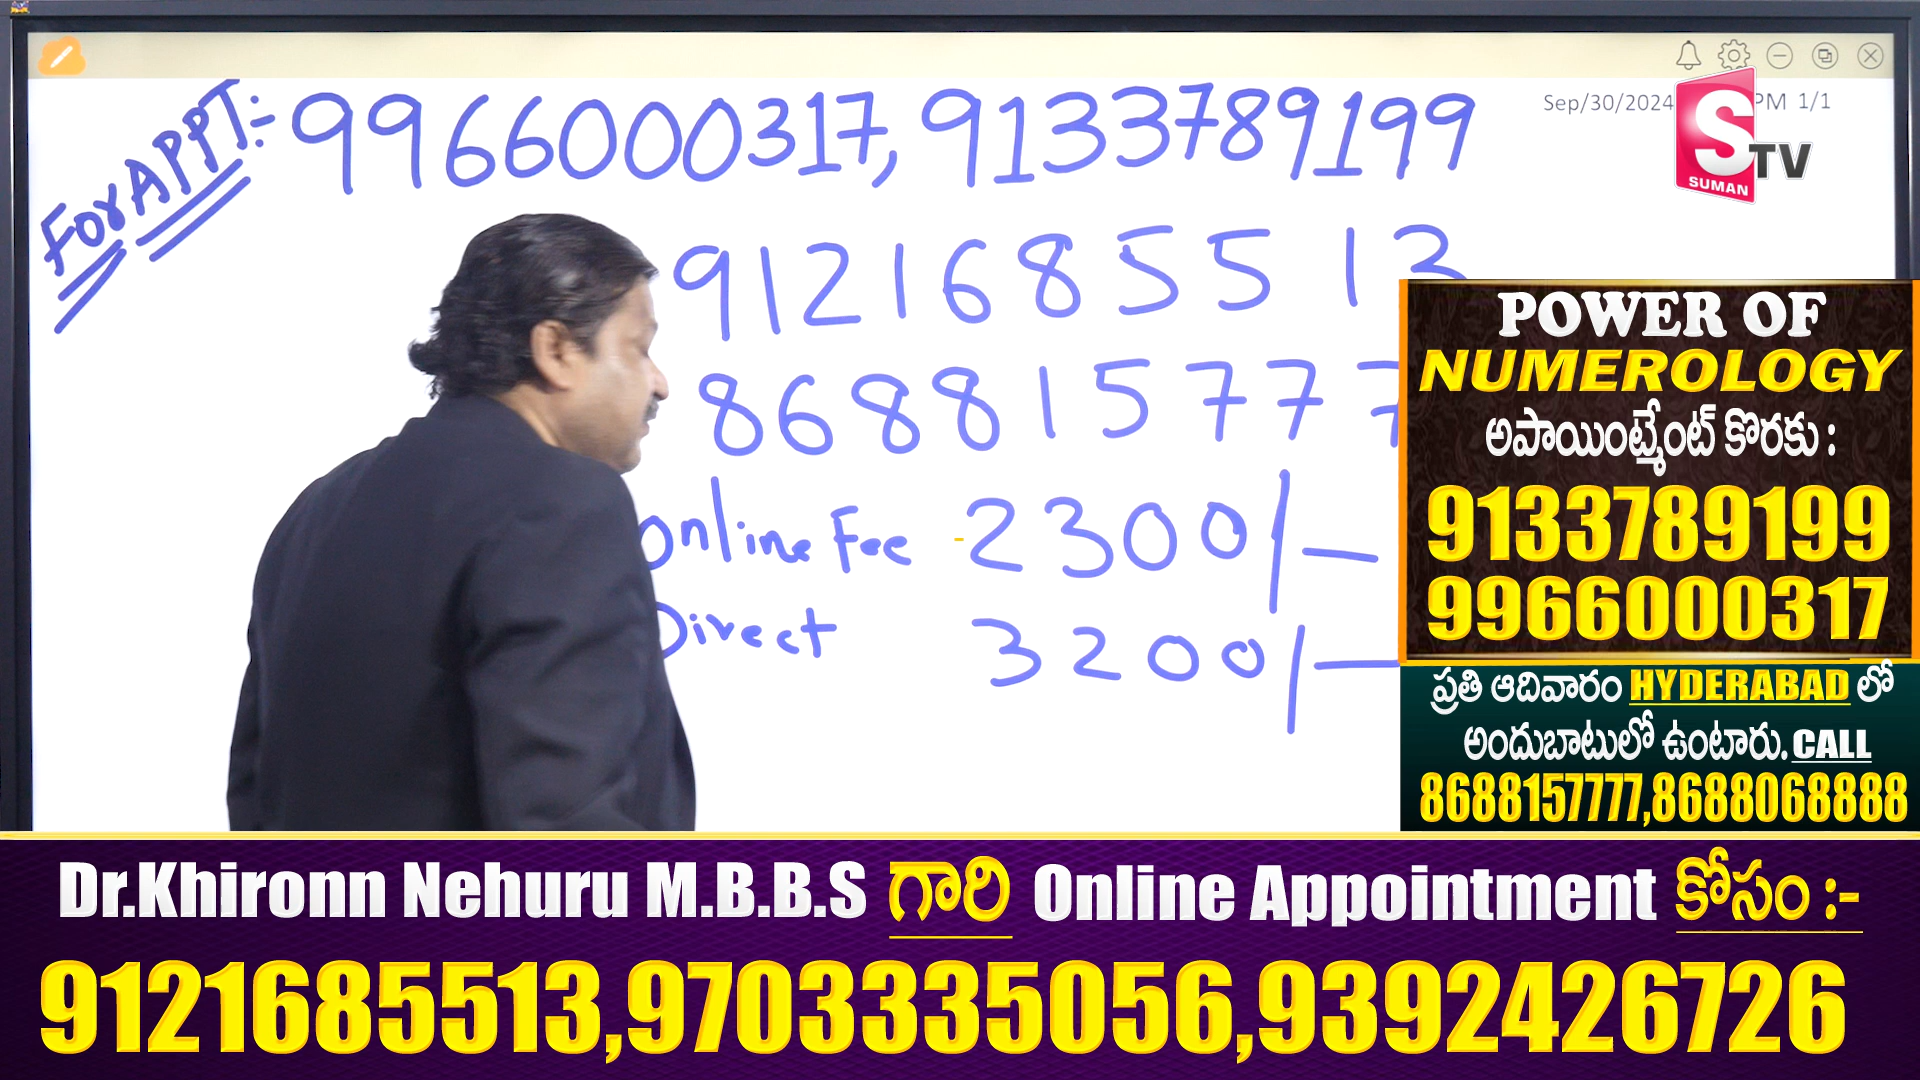 Sep/30/2024 PM 1/1
S TV
SUMAN
For APPT:- 9966000317, 9133789199
9121685513
868815777
Online Fee - 2300/-
Direct 3200/-
POWER OF
NUMEROLOGY
అపాయింట్మేంట్ కొరకు :
9133789199
9966000317
ప్రతి ఆదివారం HYDERABAD లో
అందుబాటులో ఉంటారు. CALL
8688157777,8688068888
Dr.Khironn Nehuru M.B.B.S గారి Online Appointment కోసం :-
9121685513,9703335056,9392426726